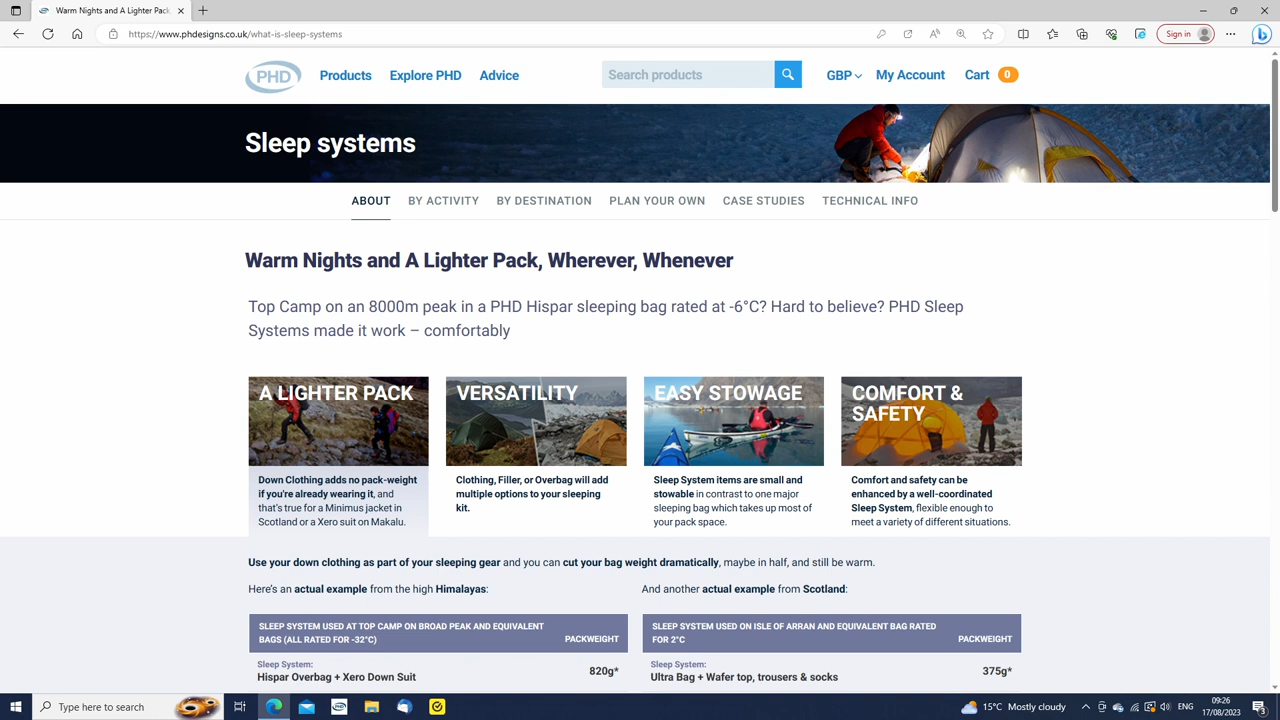 Warm Nights and A Lighter Pack
https://www.phdesigns.co.uk/what-is-sleep-systems
Sign in
PHD
Products
Explore PHD
Advice
Search products
GBP
My Account
Cart
0
Sleep systems
ABOUT
BY ACTIVITY
BY DESTINATION
PLAN YOUR OWN
CASE STUDIES
TECHNICAL INFO
Warm Nights and A Lighter Pack, Wherever, Whenever
Top Camp on an 8000m peak in a PHD Hispar sleeping bag rated at -6°C? Hard to believe? PHD Sleep
Systems made it work – comfortably
A LIGHTER PACK
Down Clothing adds no pack-weight
if you're already wearing it, and
that's true for a Minimus jacket in
Scotland or a Xero suit on Makalu.
VERSATILITY
Clothing, Filler, or Overbag will add
multiple options to your sleeping
kit.
EASY STOWAGE
Sleep System items are small and
stowable in contrast to one major
sleeping bag which takes up most of
your pack space.
COMFORT &
SAFETY
Comfort and safety can be
enhanced by a well-coordinated
Sleep System, flexible enough to
meet a variety of different situations.
Use your down clothing as part of your sleeping gear and you can cut your bag weight dramatically, maybe in half, and still be warm.
Here's an actual example from the high Himalayas:
SLEEP SYSTEM USED AT TOP CAMP ON BROAD PEAK AND EQUIVALENT
BAGS (ALL RATED FOR -32°C)
PACKWEIGHT
Sleep System:
Hispar Overbag + Xero Down Suit
820g*
And another actual example from Scotland:
SLEEP SYSTEM USED ON ISLE OF ARRAN AND EQUIVALENT BAG RATED
FOR 2°C
PACKWEIGHT
Sleep System:
Ultra Bag + Wafer top, trousers & socks
375g*
Type here to search
15°C Mostly cloudy
ENG
09:26
17/08/2023
3